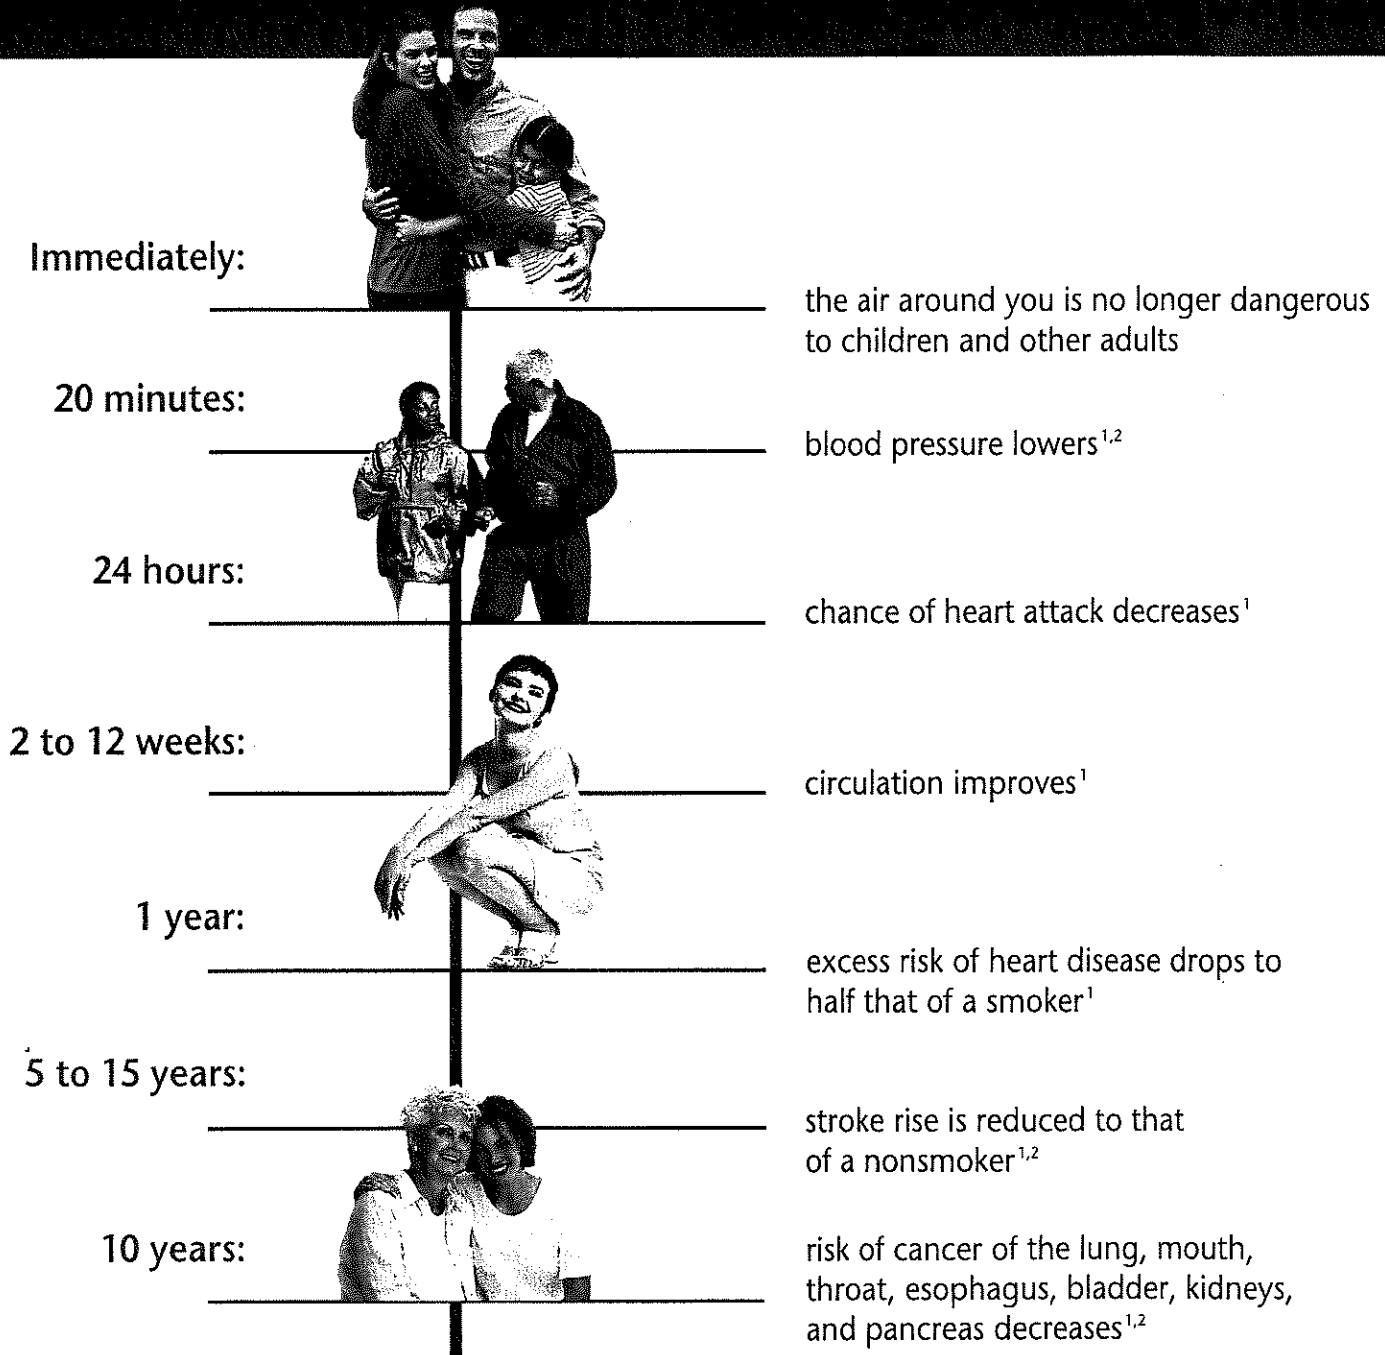 Immediately:
the air around you is no longer dangerous
to children and other adults
20 minutes:
blood pressure lowers1,2
24 hours:
chance of heart attack decreases1
2 to 12 weeks:
circulation improves1
1 year:
excess risk of heart disease drops to
half that of a smoker1
5 to 15 years:
stroke rise is reduced to that
of a nonsmoker1,2
10 years:
risk of cancer of the lung, mouth,
throat, esophagus, bladder, kidneys,
and pancreas decreases1,2